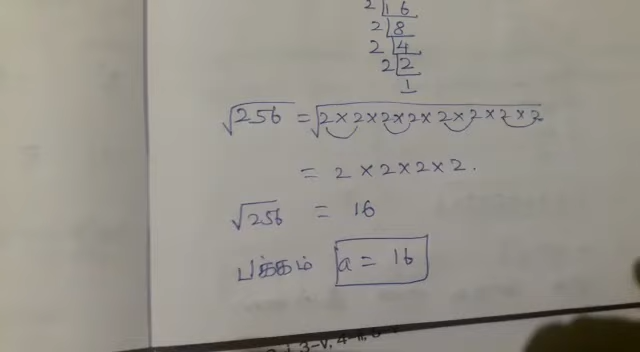 2 | 16
2 | 8
2 | 4
2 | 2
1
√256 = √2×2×2×2×2×2×2×2
= 2×2×2×2.
√256 = 16
பக்கம் a = 16